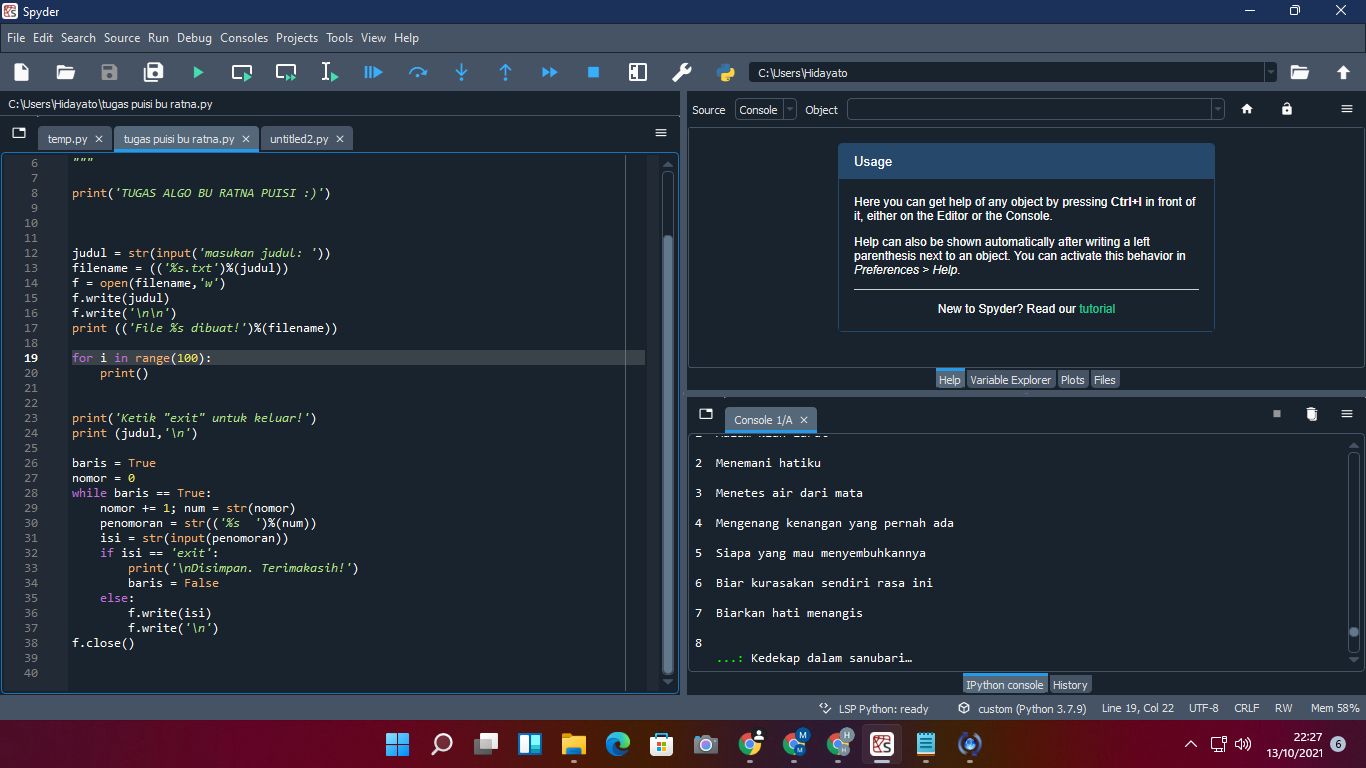 Spyder
File Edit Search Source Run Debug Consoles Projects Tools View Help
C:\Users\Hidayato
C:\Users\Hidayato\tugas puisi bu ratna.py
temp.py
tugas puisi bu ratna.py
untitled2.py
6 """
7
8 print('TUGAS ALGO BU RATNA PUISI :)')
9
10
11
12 judul = str(input('masukan judul: '))
13 filename = (('%s.txt')%(judul))
14 f = open(filename,'w')
15 f.write(judul)
16 f.write('\n\n')
17 print (('File %s dibuat!')%(filename))
18
19 for i in range(100):
20     print()
21
22
23 print('Ketik "exit" untuk keluar!')
24 print (judul,'\n')
25
26 baris = True
27 nomor = 0
28 while baris == True:
29     nomor += 1; num = str(nomor)
30     penomoran = str(('%s  ')%(num))
31     isi = str(input(penomoran))
32     if isi == 'exit':
33         print('\nDisimpan. Terimakasih!')
34         baris = False
35     else:
36         f.write(isi)
37         f.write('\n')
38 f.close()
39
40
Source Console Object
Usage
Here you can get help of any object by pressing Ctrl+I in front of
it, either on the Editor or the Console.
Help can also be shown automatically after writing a left
parenthesis next to an object. You can activate this behavior in
Preferences > Help.
New to Spyder? Read our tutorial
Help Variable Explorer Plots Files
Console 1/A
2 Menemani hatiku
3 Menetes air dari mata
4 Mengenang kenangan yang pernah ada
5 Siapa yang mau menyembuhkannya
6 Biar kurasakan sendiri rasa ini
7 Biarkan hati menangis
8
...: Kedekap dalam sanubari…
IPython console History
LSP Python: ready custom (Python 3.7.9) Line 19, Col 22 UTF-8 CRLF RW Mem 58%
M
M
H
H
22:27
13/10/2021
6